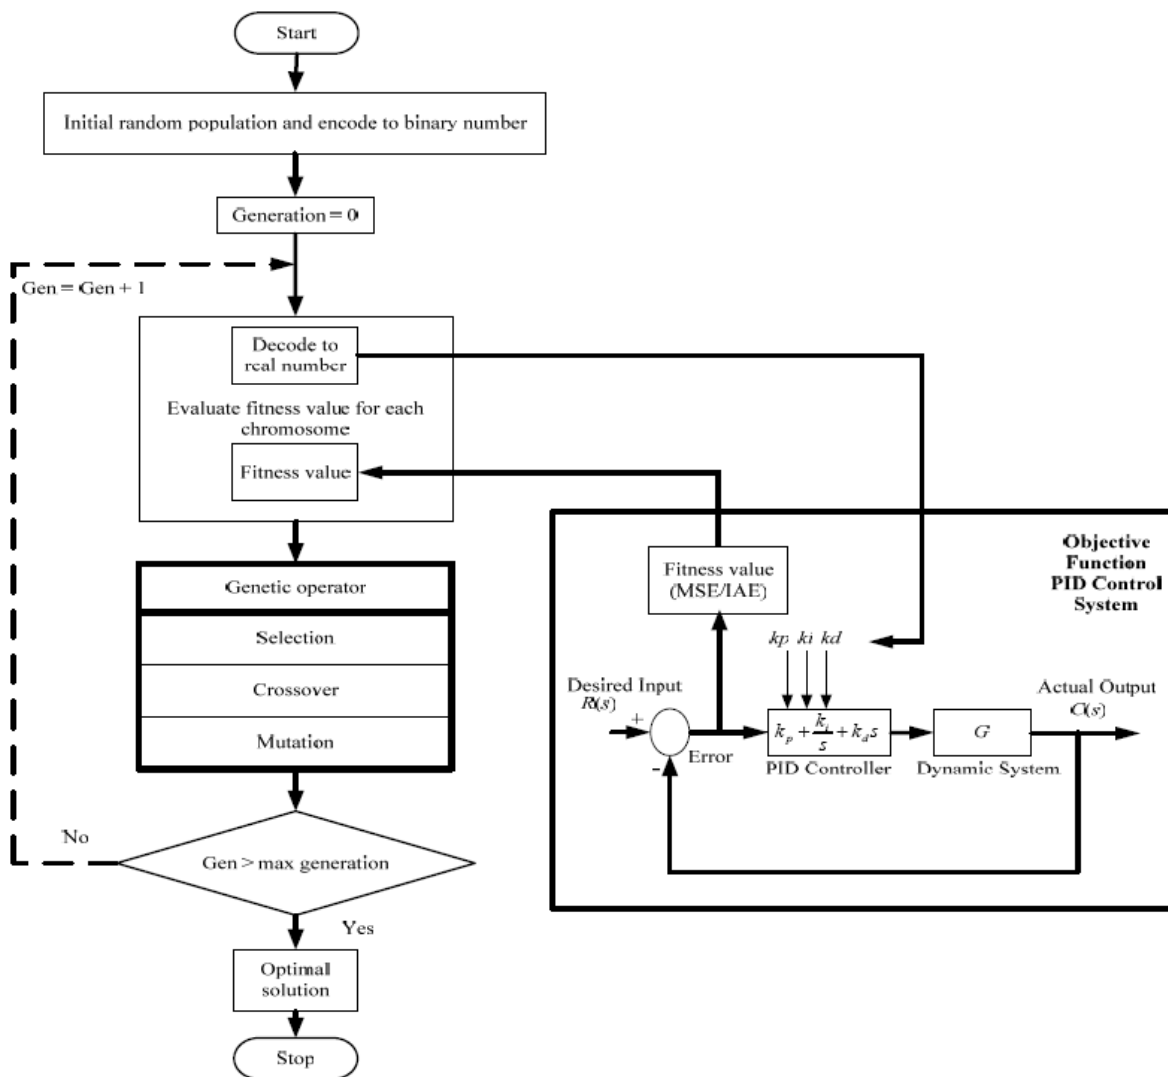 Start
Initial random population and encode to binary number
Generation = 0
Gen = Gen + 1
Decode to
real number
Evaluate fitness value for each
chromosome
Fitness value
Genetic operator
Selection
Crossover
Mutation
No
Gen > max generation
Yes
Optimal
solution
Stop
Objective
Function
PID Control
System
Fitness value
(MSE/IAE)
kp ki kd
Desired Input
R(s)
+
-
Error
k_p + k_i/s + k_d s
PID Controller
G
Dynamic System
Actual Output
C(s)